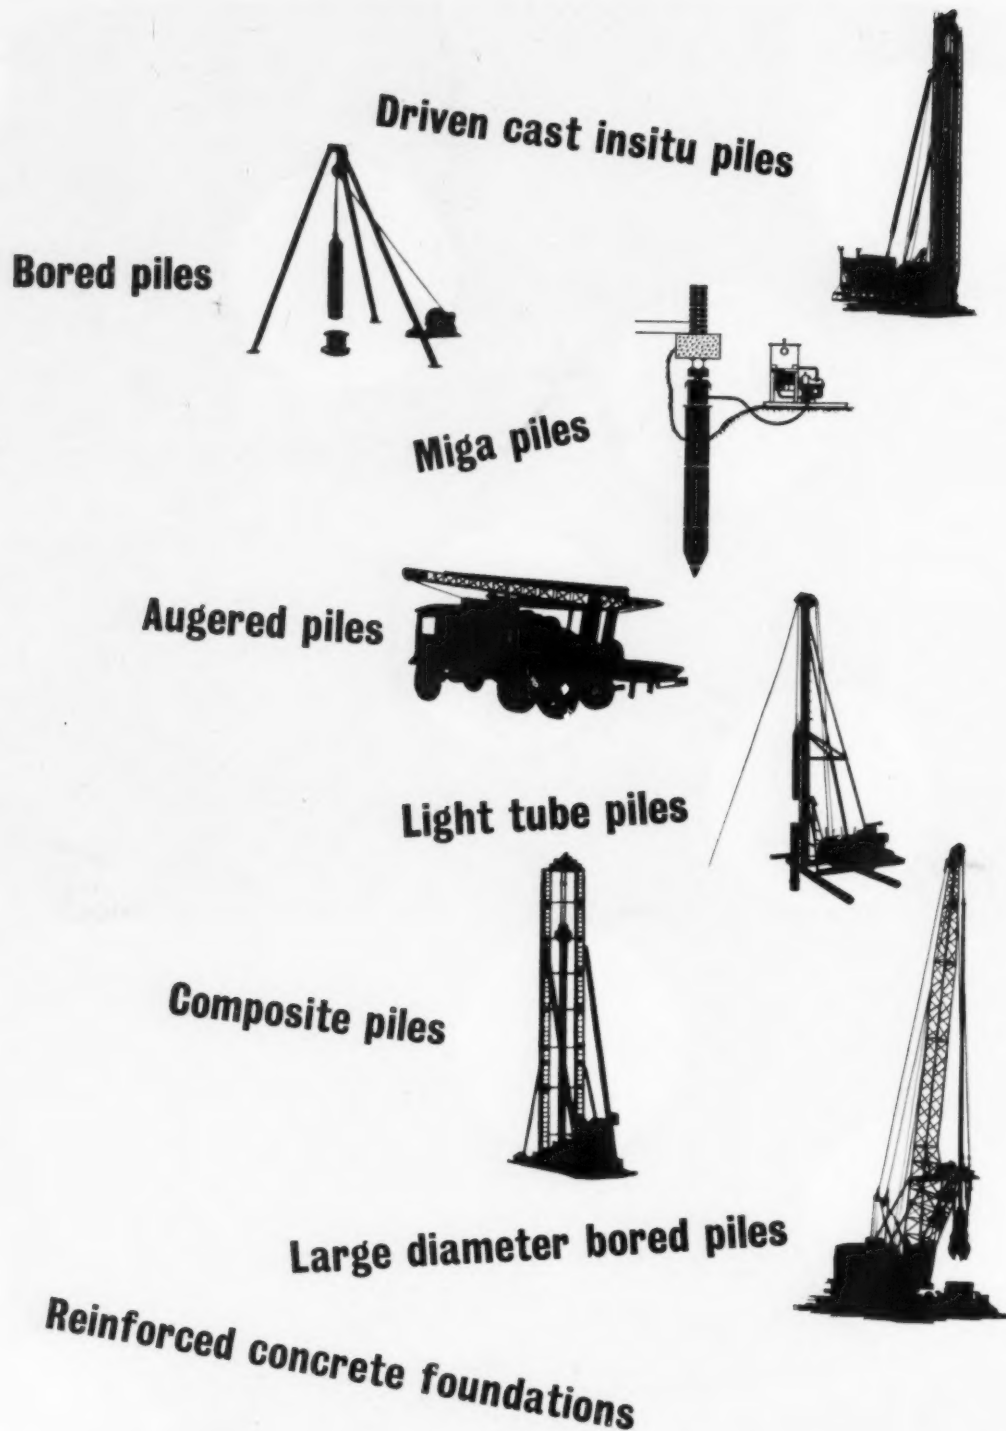 Driven cast insitu piles
Bored piles
Miga piles
Augered piles
Light tube piles
Composite piles
Large diameter bored piles
Reinforced concrete foundations